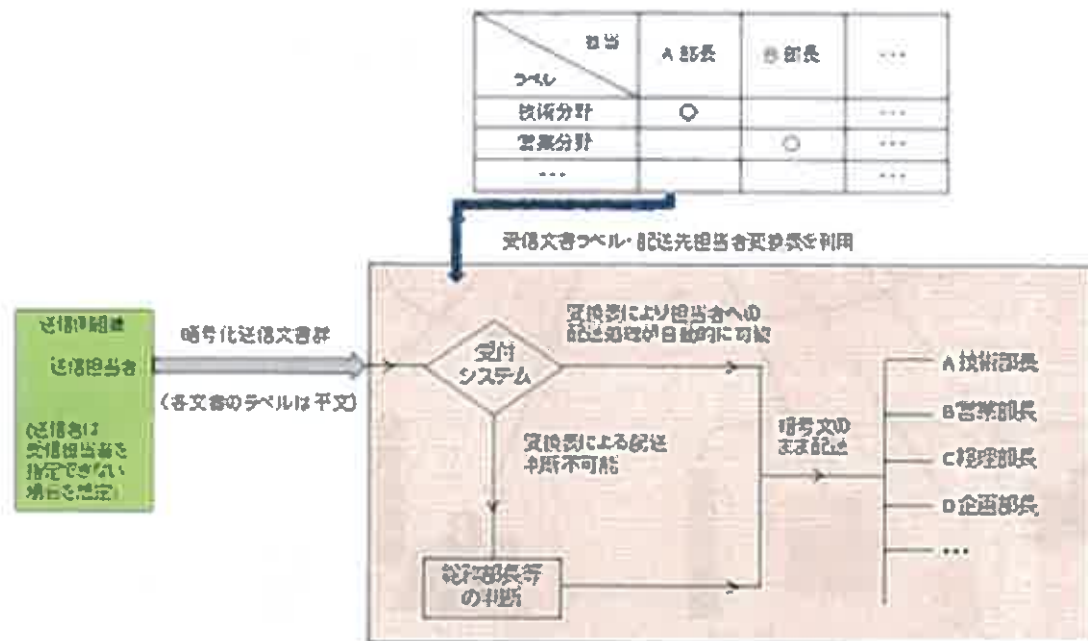 担当
A 部長
B 部長
…
ラベル
技術分野
○
…
営業分野
○
…
…
…
受信文書ラベル・配送先担当者変換表を利用
送信側組織
送信担当者
(送信者は
受信担当者を
指定できない
場合を想定)
暗号化送信文書群
(各文書のラベルは平文)
受付
システム
変換表により担当者への
配送処理が自動的に可能
変換表による配送
判断不可能
総務部長等
の判断
暗号文の
まま配送
A 技術部長
B 営業部長
C 経理部長
D 企画部長
…